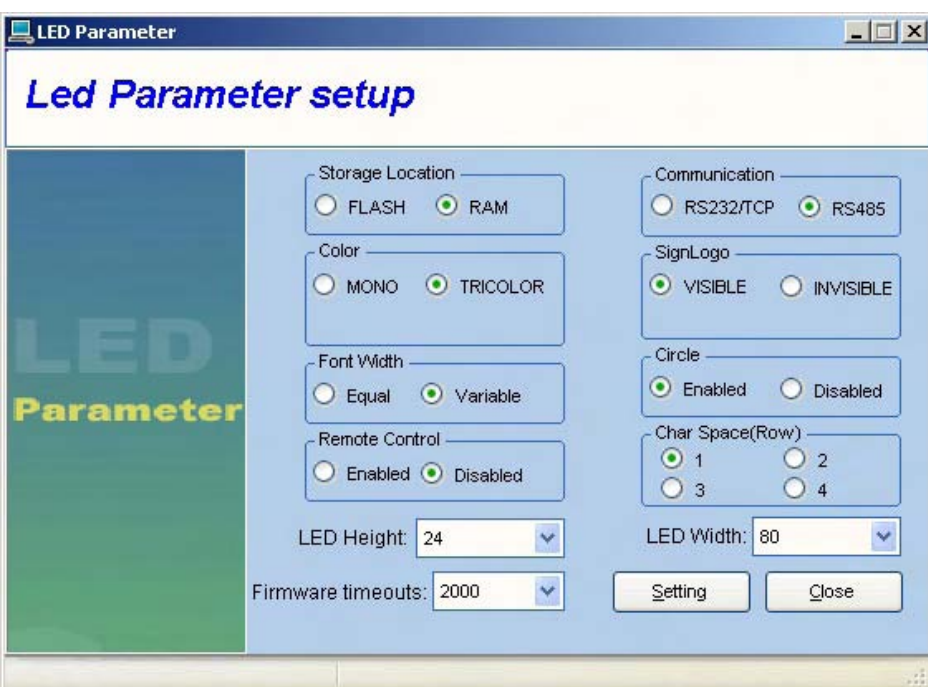 LED Parameter
Led Parameter setup
LED
Parameter
Storage Location
FLASH RAM
Communication
RS232/TCP RS485
Color
MONO TRICOLOR
SignLogo
VISIBLE INVISIBLE
Font Width
Equal Variable
Circle
Enabled Disabled
Remote Control
Enabled Disabled
Char Space(Row)
1 2
3 4
LED Height: 24
LED Width: 80
Firmware timeouts: 2000
Setting Close